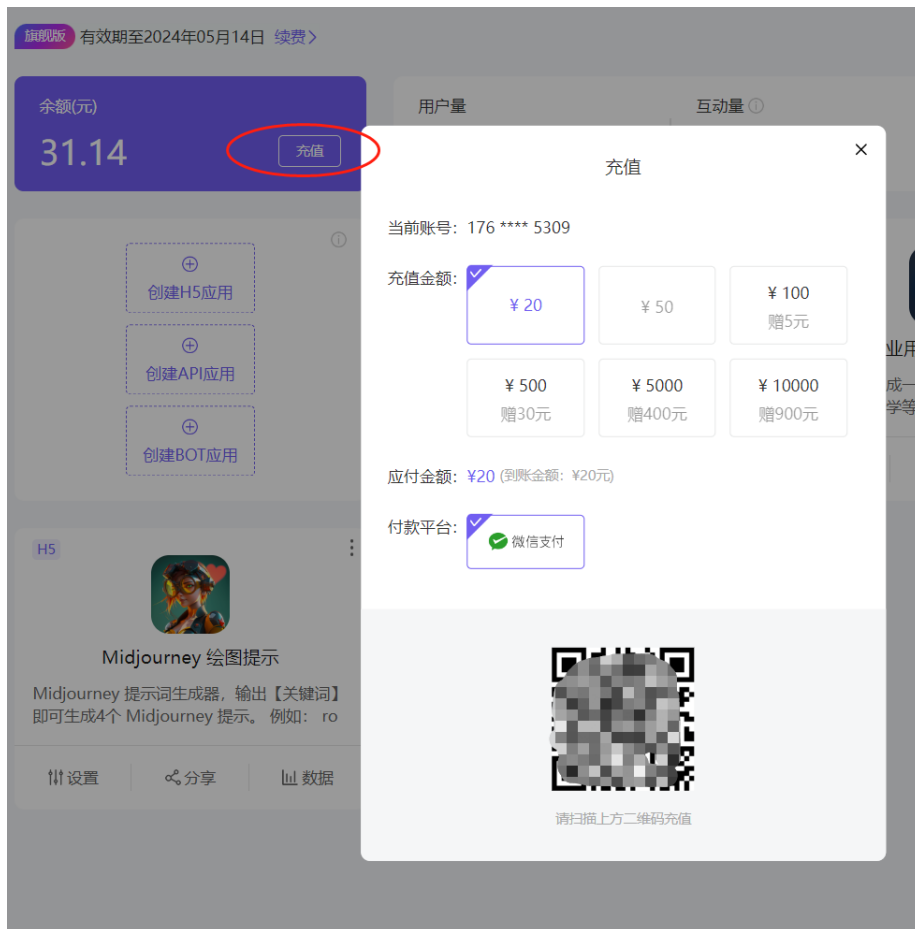 旗舰版 有效期至2024年05月14日 续费>
余额(元)
31.14 充值
用户量 互动量
充值
当前账号: 176 **** 5309
充值金额:
¥ 20
¥ 50
¥ 100
赠5元
¥ 500
赠30元
¥ 5000
赠400元
¥ 10000
赠900元
应付金额: ¥20 (到账金额: ¥20元)
付款平台: 微信支付
请扫描上方二维码充值
创建H5应用
创建API应用
创建BOT应用
H5
Midjourney 绘图提示
Midjourney 提示词生成器，输出【关键词】
即可生成4个 Midjourney 提示。 例如： ro
设置 分享 数据
业用
成一
学等